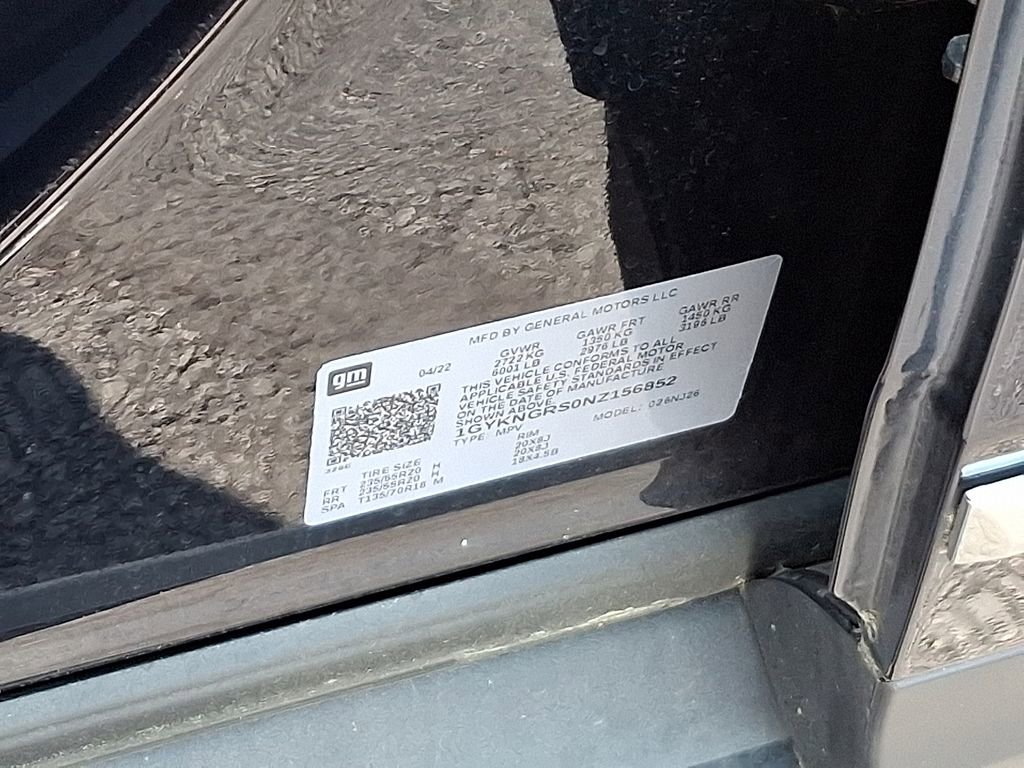 MFD BY GENERAL MOTORS LLC
gm 04/22
GVWR GAWR FRT GAWR RR
2722 KG 1350 KG 1450 KG
6001 LB 2976 LB 3195 LB
THIS VEHICLE CONFORMS TO ALL
APPLICABLE U.S. FEDERAL MOTOR
VEHICLE SAFETY STANDARDS IN EFFECT
ON THE DATE OF MANUFACTURE
SHOWN ABOVE.
1GYKNGRS0NZ156852
TYPE: MPV MODEL: 026NJ26
TIRE SIZE RIM
FRT 235/55R20 H 20X8J
RR 235/55R20 H 20X8J
SPA T135/70R18 M 18X4.5B